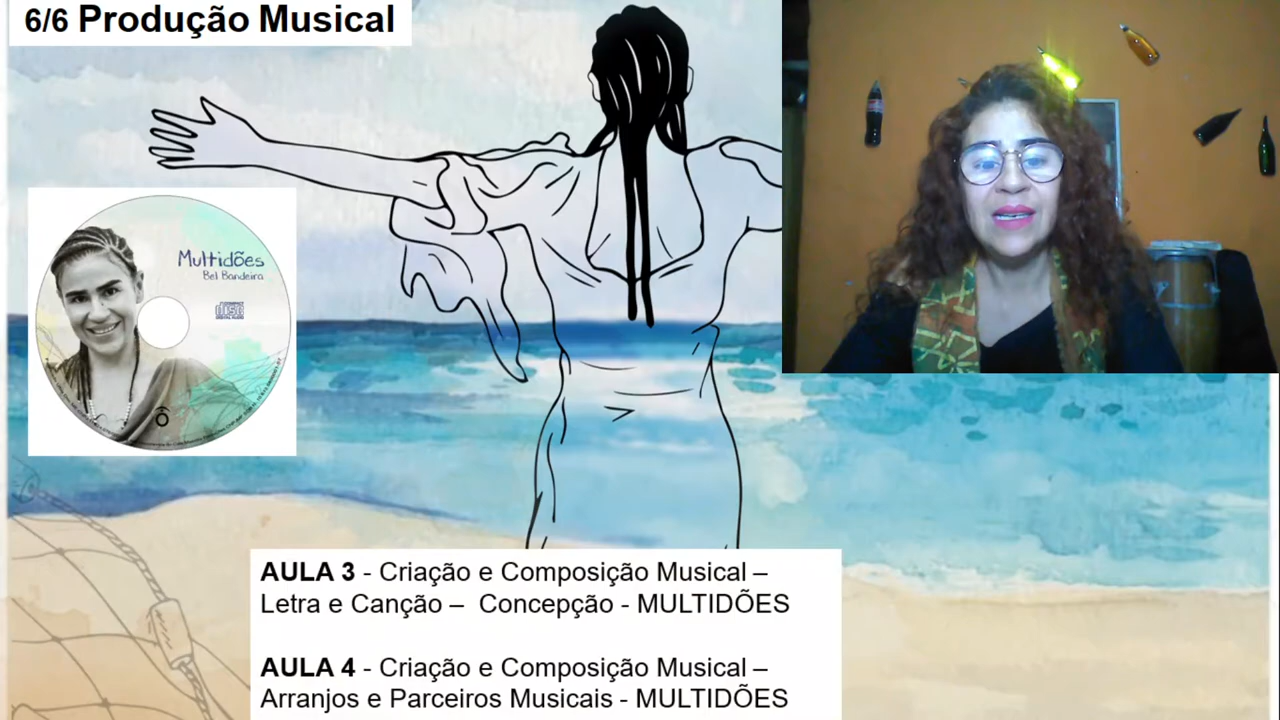 6/6 Produção Musical
Multidões
Bel Bandeira
AULA 3 - Criação e Composição Musical –
Letra e Canção – Concepção - MULTIDÕES
AULA 4 - Criação e Composição Musical –
Arranjos e Parceiros Musicais - MULTIDÕES